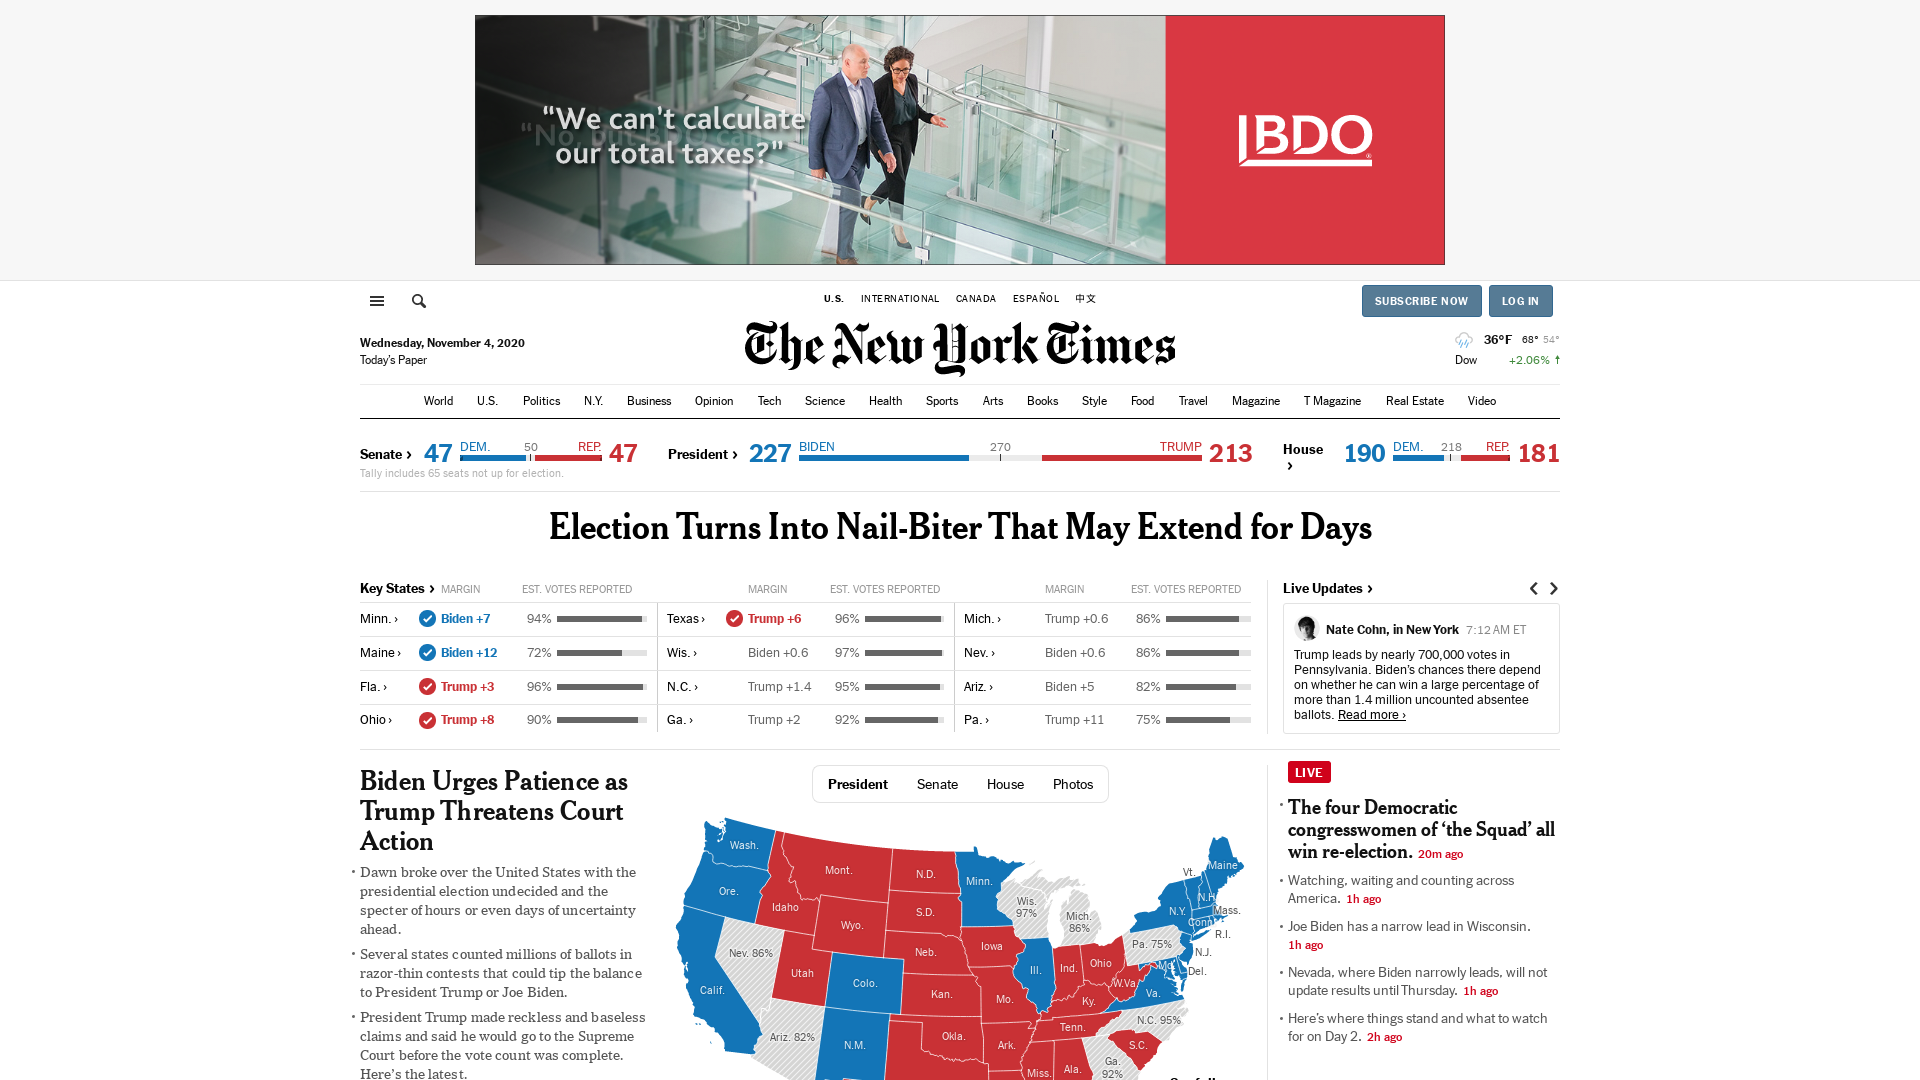 “We can’t calculate
our total taxes?”
BDO
U.S. INTERNATIONAL CANADA ESPAÑOL 中文
SUBSCRIBE NOW LOG IN
Wednesday, November 4, 2020
Today’s Paper
The New York Times
36°F 68° 54°
Dow +2.06% ↑
World U.S. Politics N.Y. Business Opinion Tech Science Health Sports Arts Books Style Food Travel Magazine T Magazine Real Estate Video
Senate › 47 DEM. 50 REP. 47
Tally includes 65 seats not up for election.
President › 227 BIDEN 270 TRUMP 213
House › 190 DEM. 218 REP. 181
Election Turns Into Nail-Biter That May Extend for Days
Key States › MARGIN EST. VOTES REPORTED MARGIN EST. VOTES REPORTED MARGIN EST. VOTES REPORTED
Minn. › Biden +7 94% Texas › Trump +6 96% Mich. › Trump +0.6 86%
Maine › Biden +12 72% Wis. › Biden +0.6 97% Nev. › Biden +0.6 86%
Fla. › Trump +3 96% N.C. › Trump +1.4 95% Ariz. › Biden +5 82%
Ohio › Trump +8 90% Ga. › Trump +2 92% Pa. › Trump +11 75%
Live Updates ›
Nate Cohn, in New York 7:12 AM ET
Trump leads by nearly 700,000 votes in
Pennsylvania. Biden’s chances there depend
on whether he can win a large percentage of
more than 1.4 million uncounted absentee
ballots. Read more ›
Biden Urges Patience as
Trump Threatens Court
Action
• Dawn broke over the United States with the
presidential election undecided and the
specter of hours or even days of uncertainty
ahead.
• Several states counted millions of ballots in
razor-thin contests that could tip the balance
to President Trump or Joe Biden.
• President Trump made reckless and baseless
claims and said he would go to the Supreme
Court before the vote count was complete.
Here’s the latest.
President Senate House Photos
Wash.
Ore.
Calif.
Idaho
Nev. 86%
Mont.
Wyo.
Utah
Ariz. 82%
Colo.
N.M.
N.D.
S.D.
Neb.
Kan.
Okla.
Minn.
Iowa
Mo.
Ark.
Wis.
97%
Ill.
Mich.
86%
Ind.
Ohio
Ky.
Tenn.
Miss.
Ala.
Ga.
92%
S.C.
N.C. 95%
Va.
W.Va.
Pa. 75%
Md.
Del.
N.J.
N.Y.
Conn.
R.I.
Mass.
N.H.
Vt.
Maine
LIVE
• The four Democratic
congresswomen of ‘the Squad’ all
win re-election. 20m ago
• Watching, waiting and counting across
America. 1h ago
• Joe Biden has a narrow lead in Wisconsin.
1h ago
• Nevada, where Biden narrowly leads, will not
update results until Thursday. 1h ago
• Here’s where things stand and what to watch
for on Day 2. 2h ago